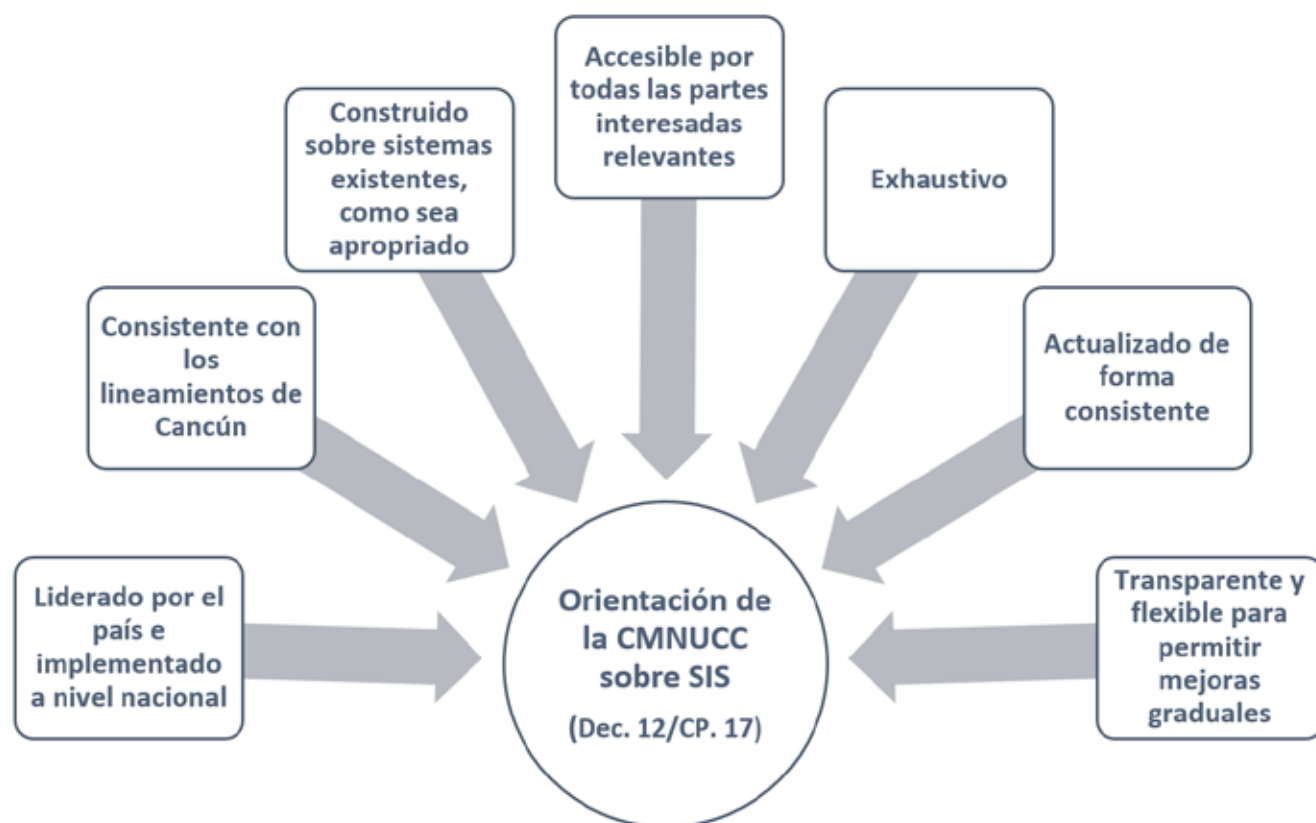 Accesible por
todas las partes
interesadas
relevantes
Construido
sobre sistemas
existentes,
como sea
apropiado
Exhaustivo
Consistente con
los
lineamientos de
Cancún
Actualizado de
forma
consistente
Liderado por el
país e
implementado
a nivel nacional
Orientación de
la CMNUCC
sobre SIS
(Dec. 12/CP. 17)
Transparente y
flexible para
permitir
mejoras
graduales